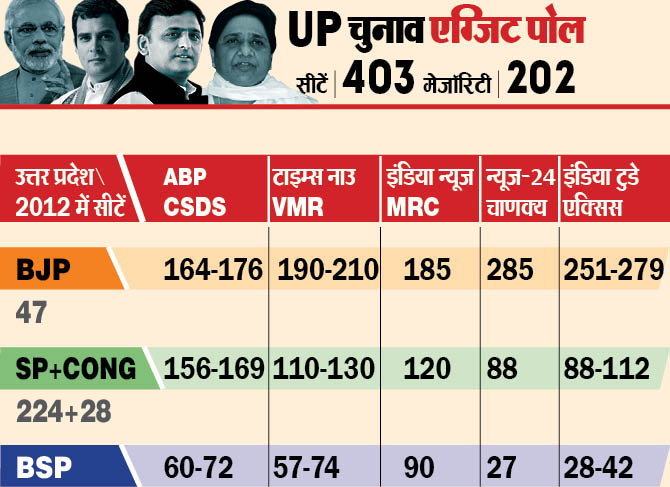 UP चुनाव एग्जिट पोल
सीटें | 403 मेजॉरिटी | 202
उत्तर प्रदेश\ ABP टाइम्स नाउ इंडिया न्यूज न्यूज-24 इंडिया टुडे
2012 में सीटें CSDS VMR MRC चाणक्य एक्सिस
BJP 164-176 190-210 185 285 251-279
47
SP+CONG 156-169 110-130 120 88 88-112
224+28
BSP 60-72 57-74 90 27 28-42